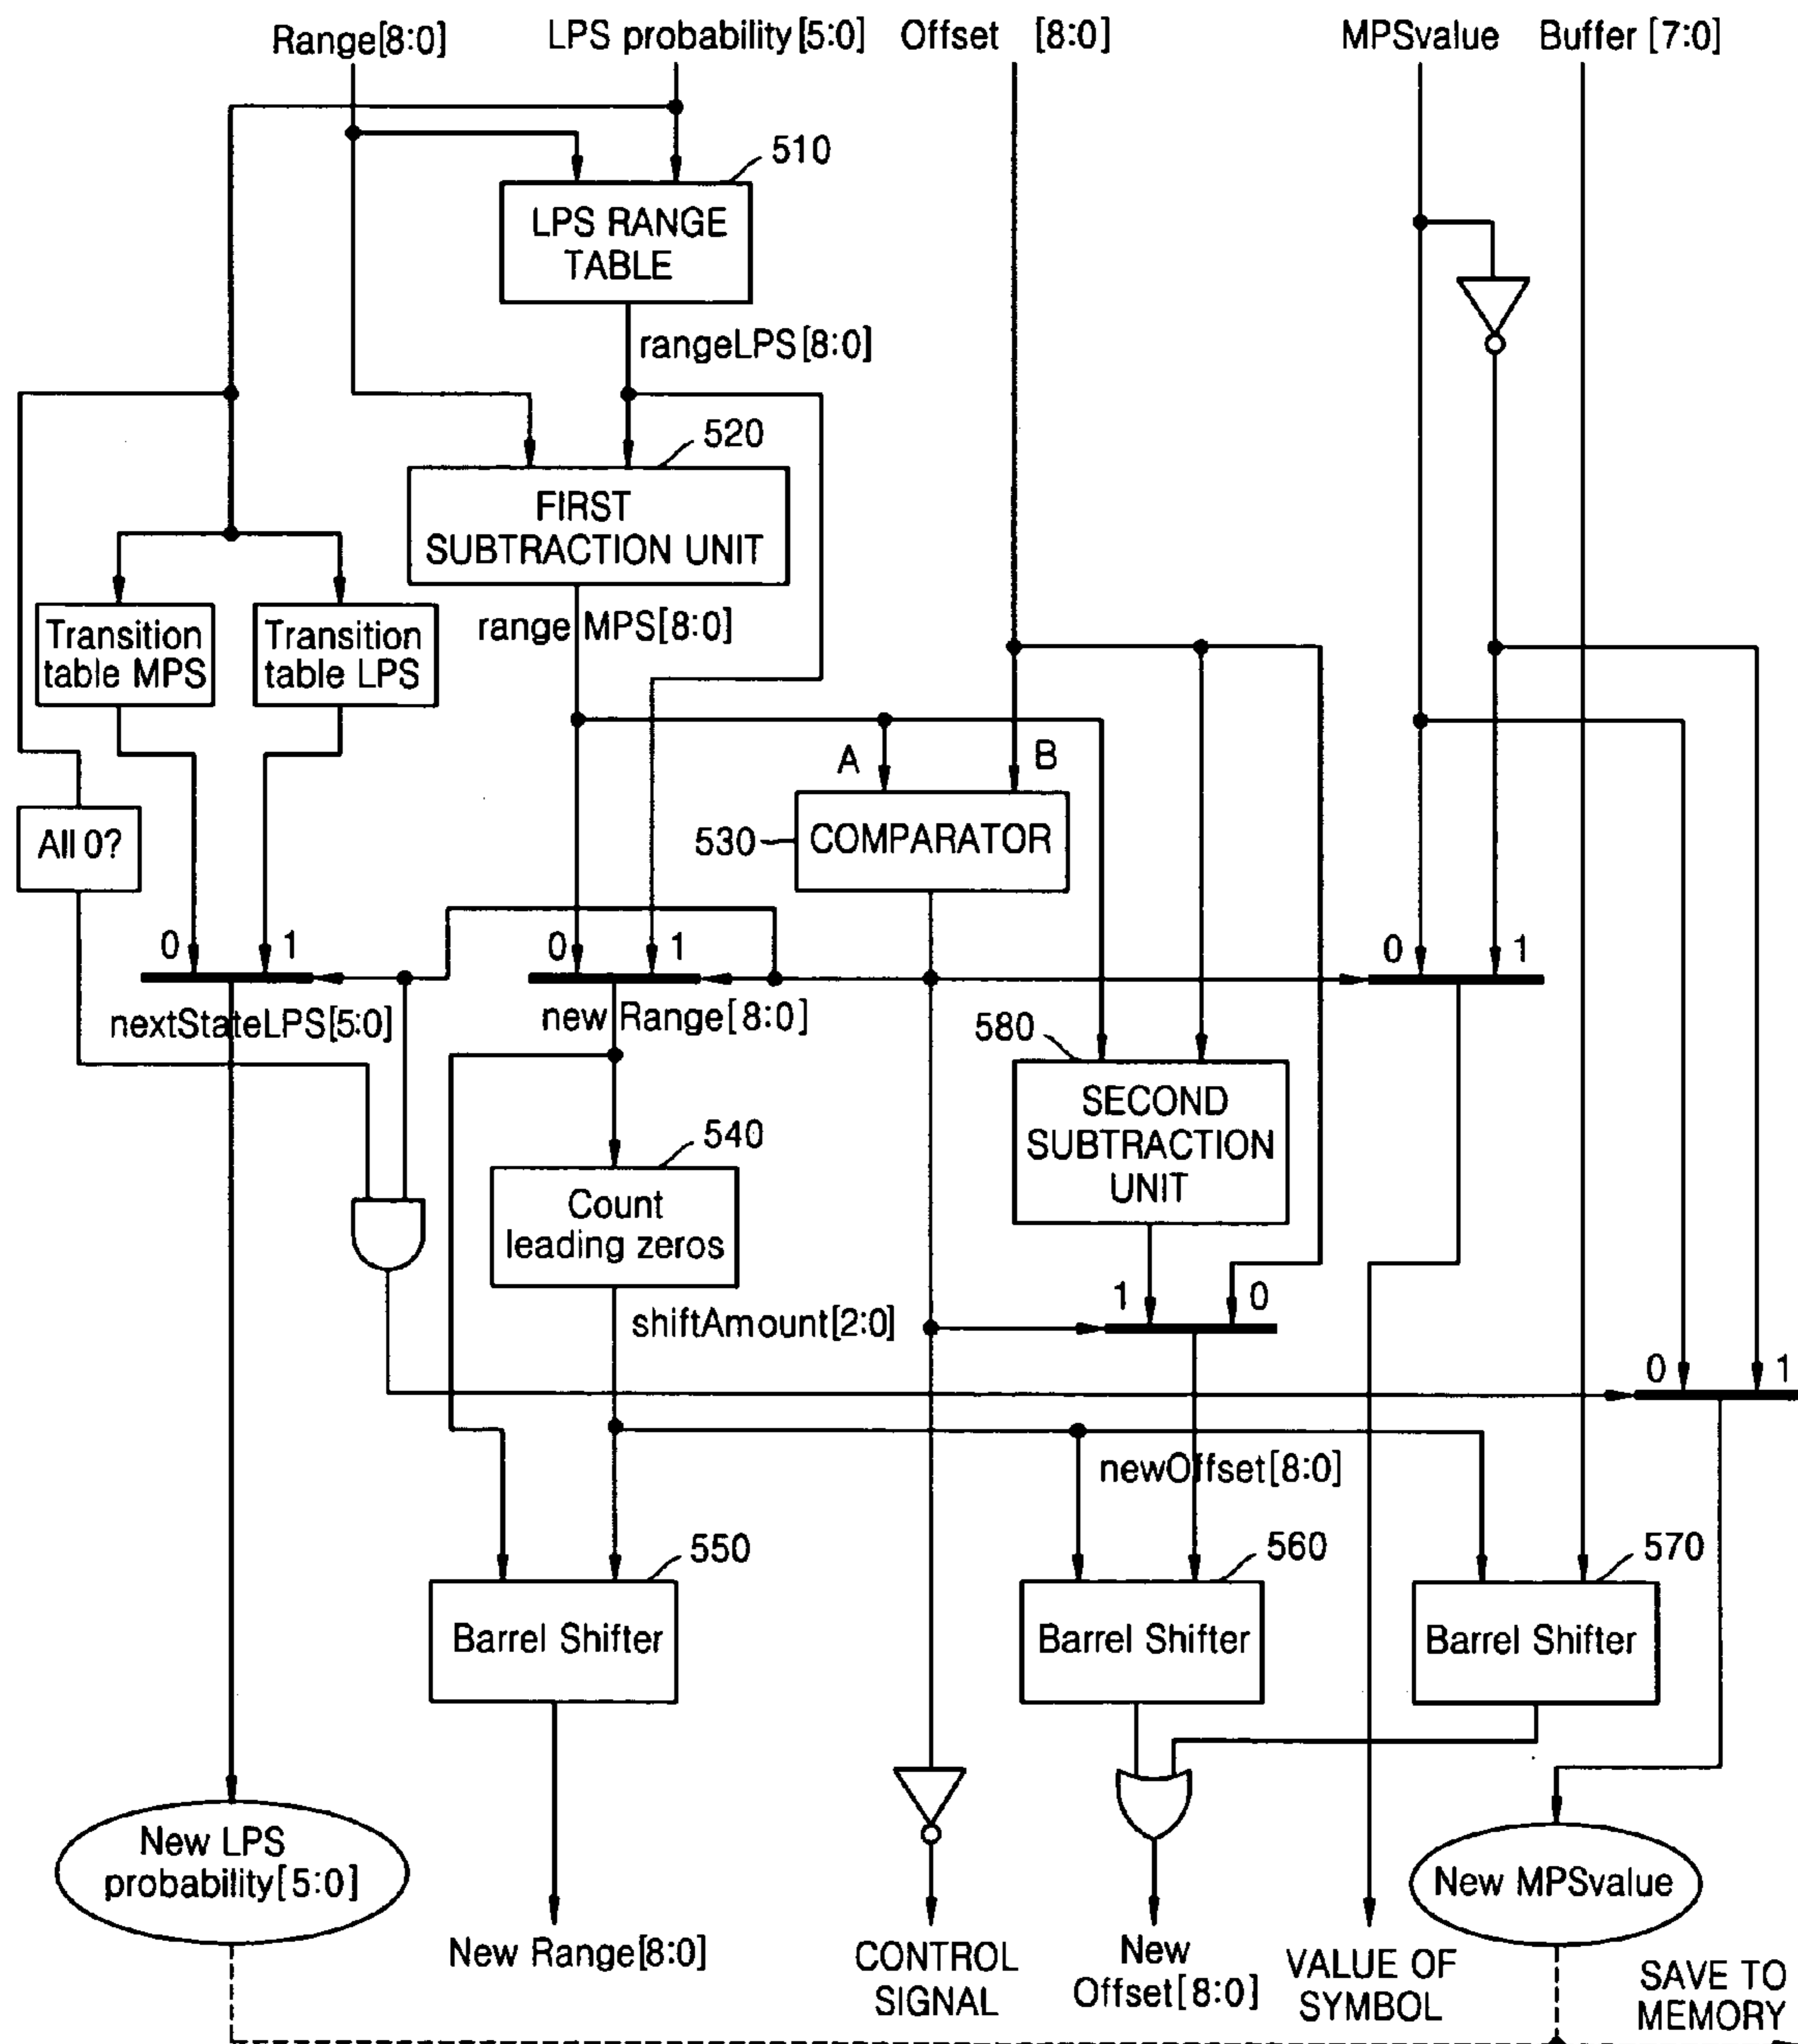 Range[8:0] LPS probability[5:0] Offset [8:0] MPSvalue Buffer [7:0]
510
LPS RANGE
TABLE
rangeLPS[8:0]
520
FIRST
SUBTRACTION UNIT
Transition
table MPS
Transition
table LPS
range MPS[8:0]
A B
All 0?
530
COMPARATOR
0 1
0 1
0 1
nextStateLPS[5:0]
new Range[8:0]
580
SECOND
SUBTRACTION
UNIT
540
Count
leading zeros
shiftAmount[2:0]
1 0
0 1
newOffset[8:0]
550
Barrel Shifter
560
Barrel Shifter
570
Barrel Shifter
New LPS
probability[5:0]
New Range[8:0]
CONTROL
SIGNAL
New
Offset[8:0]
VALUE OF
SYMBOL
New MPSvalue
SAVE TO
MEMORY